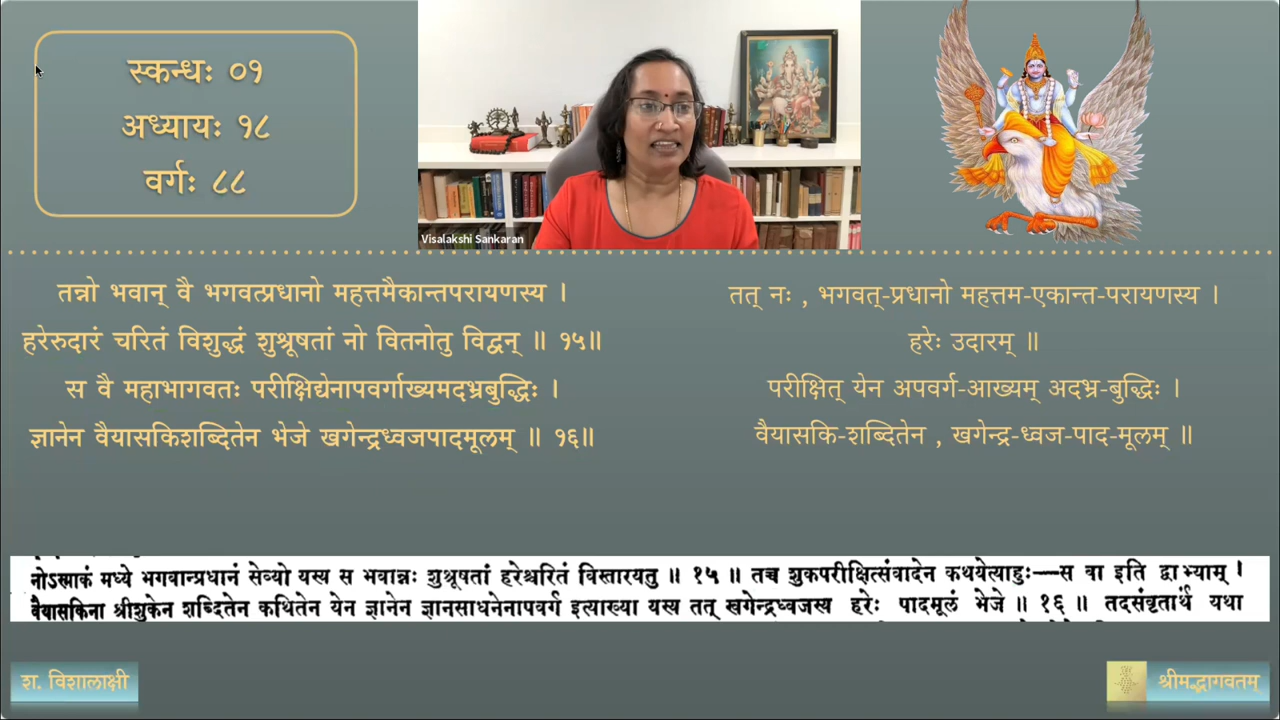 स्कन्धः ०१
अध्यायः १८
वर्गः ८८
Visalakshi Sankaran
तन्नो भवान् वै भगवत्प्रधानो महत्तमैकान्तपरायणस्य ।
हरेरुदारं चरितं विशुद्धं शुश्रूषतां नो वितनोतु विद्वन् ॥ १५॥
स वै महाभागवतः परीक्षिद्येनापवर्गाख्यमदभ्रबुद्धिः ।
ज्ञानेन वैयासकिशब्दितेन भेजे खगेन्द्रध्वजपादमूलम् ॥ १६॥
तत् नः , भगवत्-प्रधानो महत्तम-एकान्त-परायणस्य ।
हरेः उदारम् ॥
परीक्षित् येन अपवर्ग-आख्यम् अदभ्र-बुद्धिः ।
वैयासकि-शब्दितेन , खगेन्द्र-ध्वज-पाद-मूलम् ॥
नोऽस्माकं मध्ये भगवान्प्रधानं सेव्यो यस्य स भवान्नः शुश्रूषतां हरेश्चरितं विस्तारयतु ॥ १५ ॥ तच्च शुकपरीक्षित्संवादेन कथयेत्याहुः—स वा इति द्वाभ्याम् ।
वैयासकिना श्रीशुकेन शब्दितेन कथितेन येन ज्ञानेन ज्ञानसाधनेनापवर्ग इत्याख्या यस्य तत् खगेन्द्रध्वजस्य हरेः पादमूलं भेजे ॥ १६ ॥ तदसंवृतार्थं यथा
श. विशालाक्षी
श्रीमद्भागवतम्